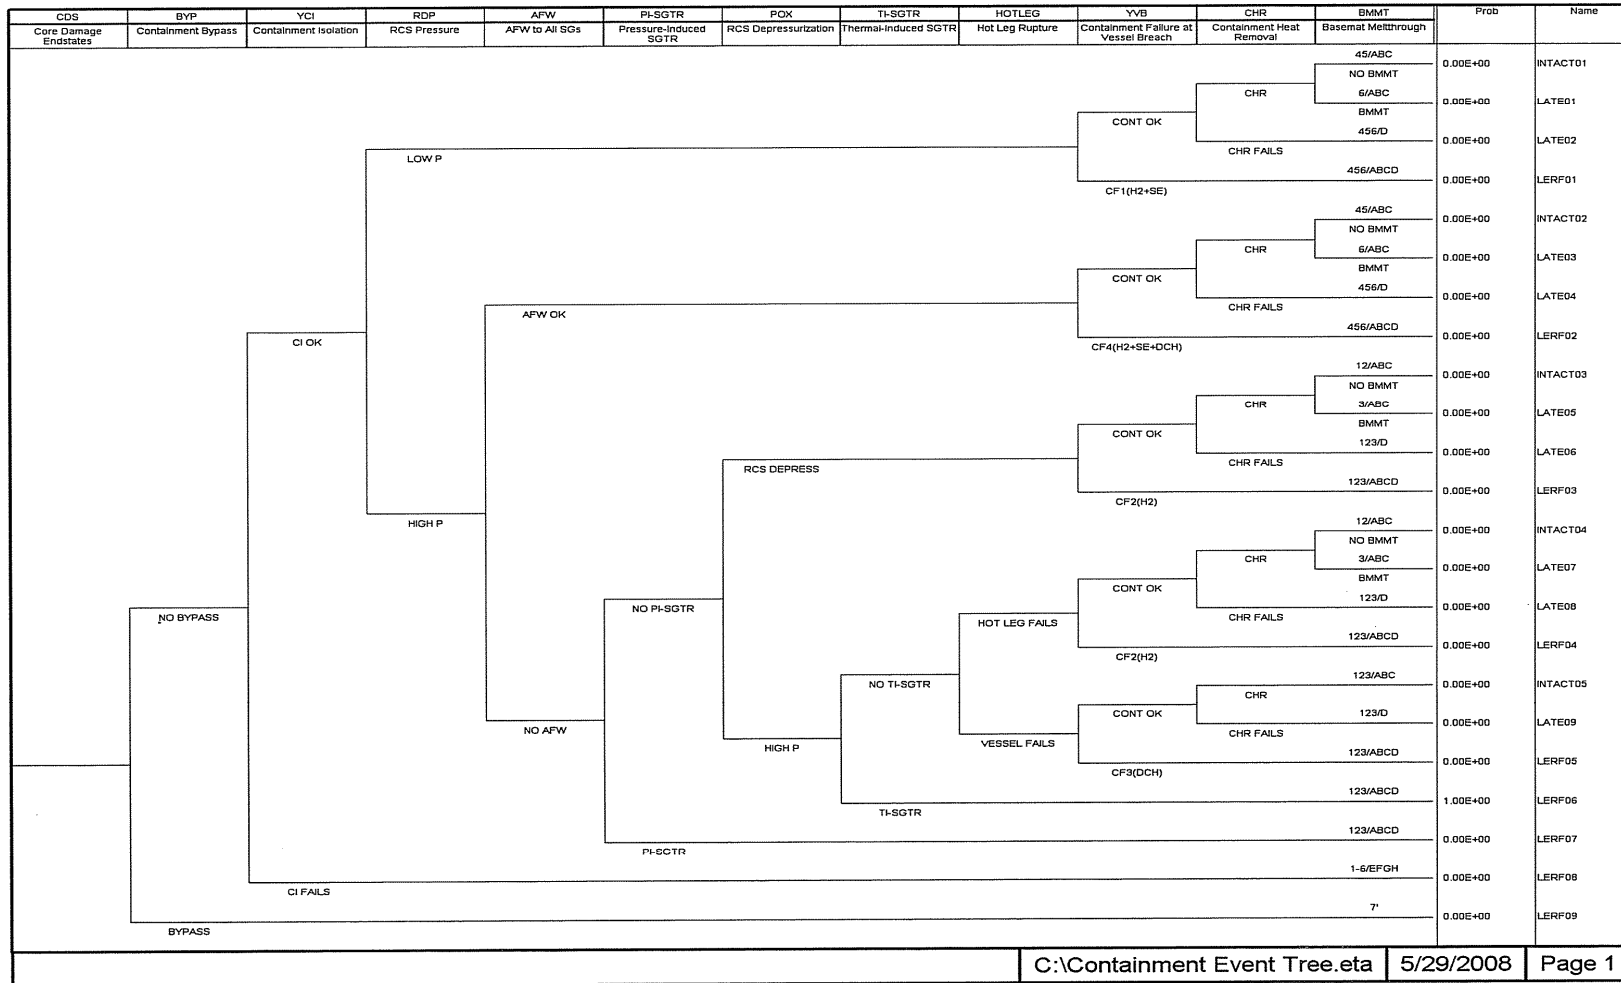 CDS BYP YCI RDP AFW PI-SGTR POX TI-SGTR HOTLEG YVB CHR BMMT Prob Name
Core Damage Endstates Containment Bypass Containment Isolation RCS Pressure AFW to All SGs Pressure-Induced SGTR RCS Depressurization Thermal-Induced SGTR Hot Leg Rupture Containment Failure at Vessel Breach Containment Heat Removal Basemat Meltthrough
45/ABC
0.00E+00 INTACT01
NO BMMT
CHR 6/ABC
0.00E+00 LATE01
BMMT
CONT OK
456/D
0.00E+00 LATE02
CHR FAILS
LOW P
456/ABCD
0.00E+00 LERF01
CF1(H2+SE)
45/ABC
0.00E+00 INTACT02
NO BMMT
CHR 6/ABC
0.00E+00 LATE03
BMMT
CONT OK
456/D
0.00E+00 LATE04
CHR FAILS
AFW OK
456/ABCD
0.00E+00 LERF02
CI OK
CF4(H2+SE+DCH)
12/ABC
0.00E+00 INTACT03
NO BMMT
CHR 3/ABC
0.00E+00 LATE05
BMMT
CONT OK
123/D
0.00E+00 LATE06
CHR FAILS
RCS DEPRESS
123/ABCD
0.00E+00 LERF03
CF2(H2)
HIGH P
12/ABC
0.00E+00 INTACT04
NO BMMT
CHR 3/ABC
0.00E+00 LATE07
BMMT
CONT OK
123/D
0.00E+00 LATE08
NO BYPASS
NO PI-SGTR
HOT LEG FAILS
CHR FAILS
123/ABCD
0.00E+00 LERF04
CF2(H2)
123/ABC
0.00E+00 INTACT05
NO TI-SGTR
CHR
CONT OK
123/D
0.00E+00 LATE09
NO AFW
CHR FAILS
HIGH P
VESSEL FAILS
123/ABCD
0.00E+00 LERF05
CF3(DCH)
123/ABCD
1.00E+00 LERF06
TI-SGTR
123/ABCD
0.00E+00 LERF07
PI-SGTR
1-6/EFGH
0.00E+00 LERF08
CI FAILS
7'
0.00E+00 LERF09
BYPASS
C:\Containment Event Tree.eta 5/29/2008 Page 1